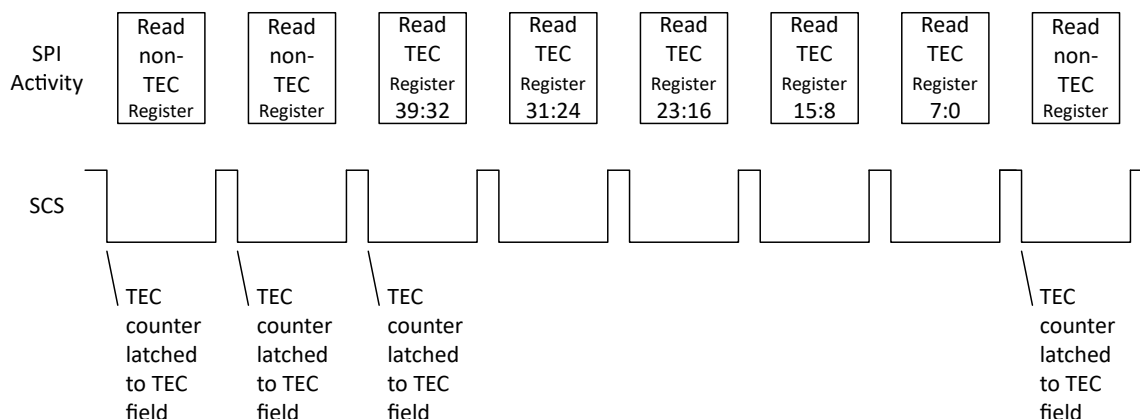 SPI
Activity
Read
non-
TEC
Register
Read
non-
TEC
Register
Read
TEC
Register
39:32
Read
TEC
Register
31:24
Read
TEC
Register
23:16
Read
TEC
Register
15:8
Read
TEC
Register
7:0
Read
non-
TEC
Register
SCS
TEC
counter
latched
to TEC
field
TEC
counter
latched
to TEC
field
TEC
counter
latched
to TEC
field
TEC
counter
latched
to TEC
field